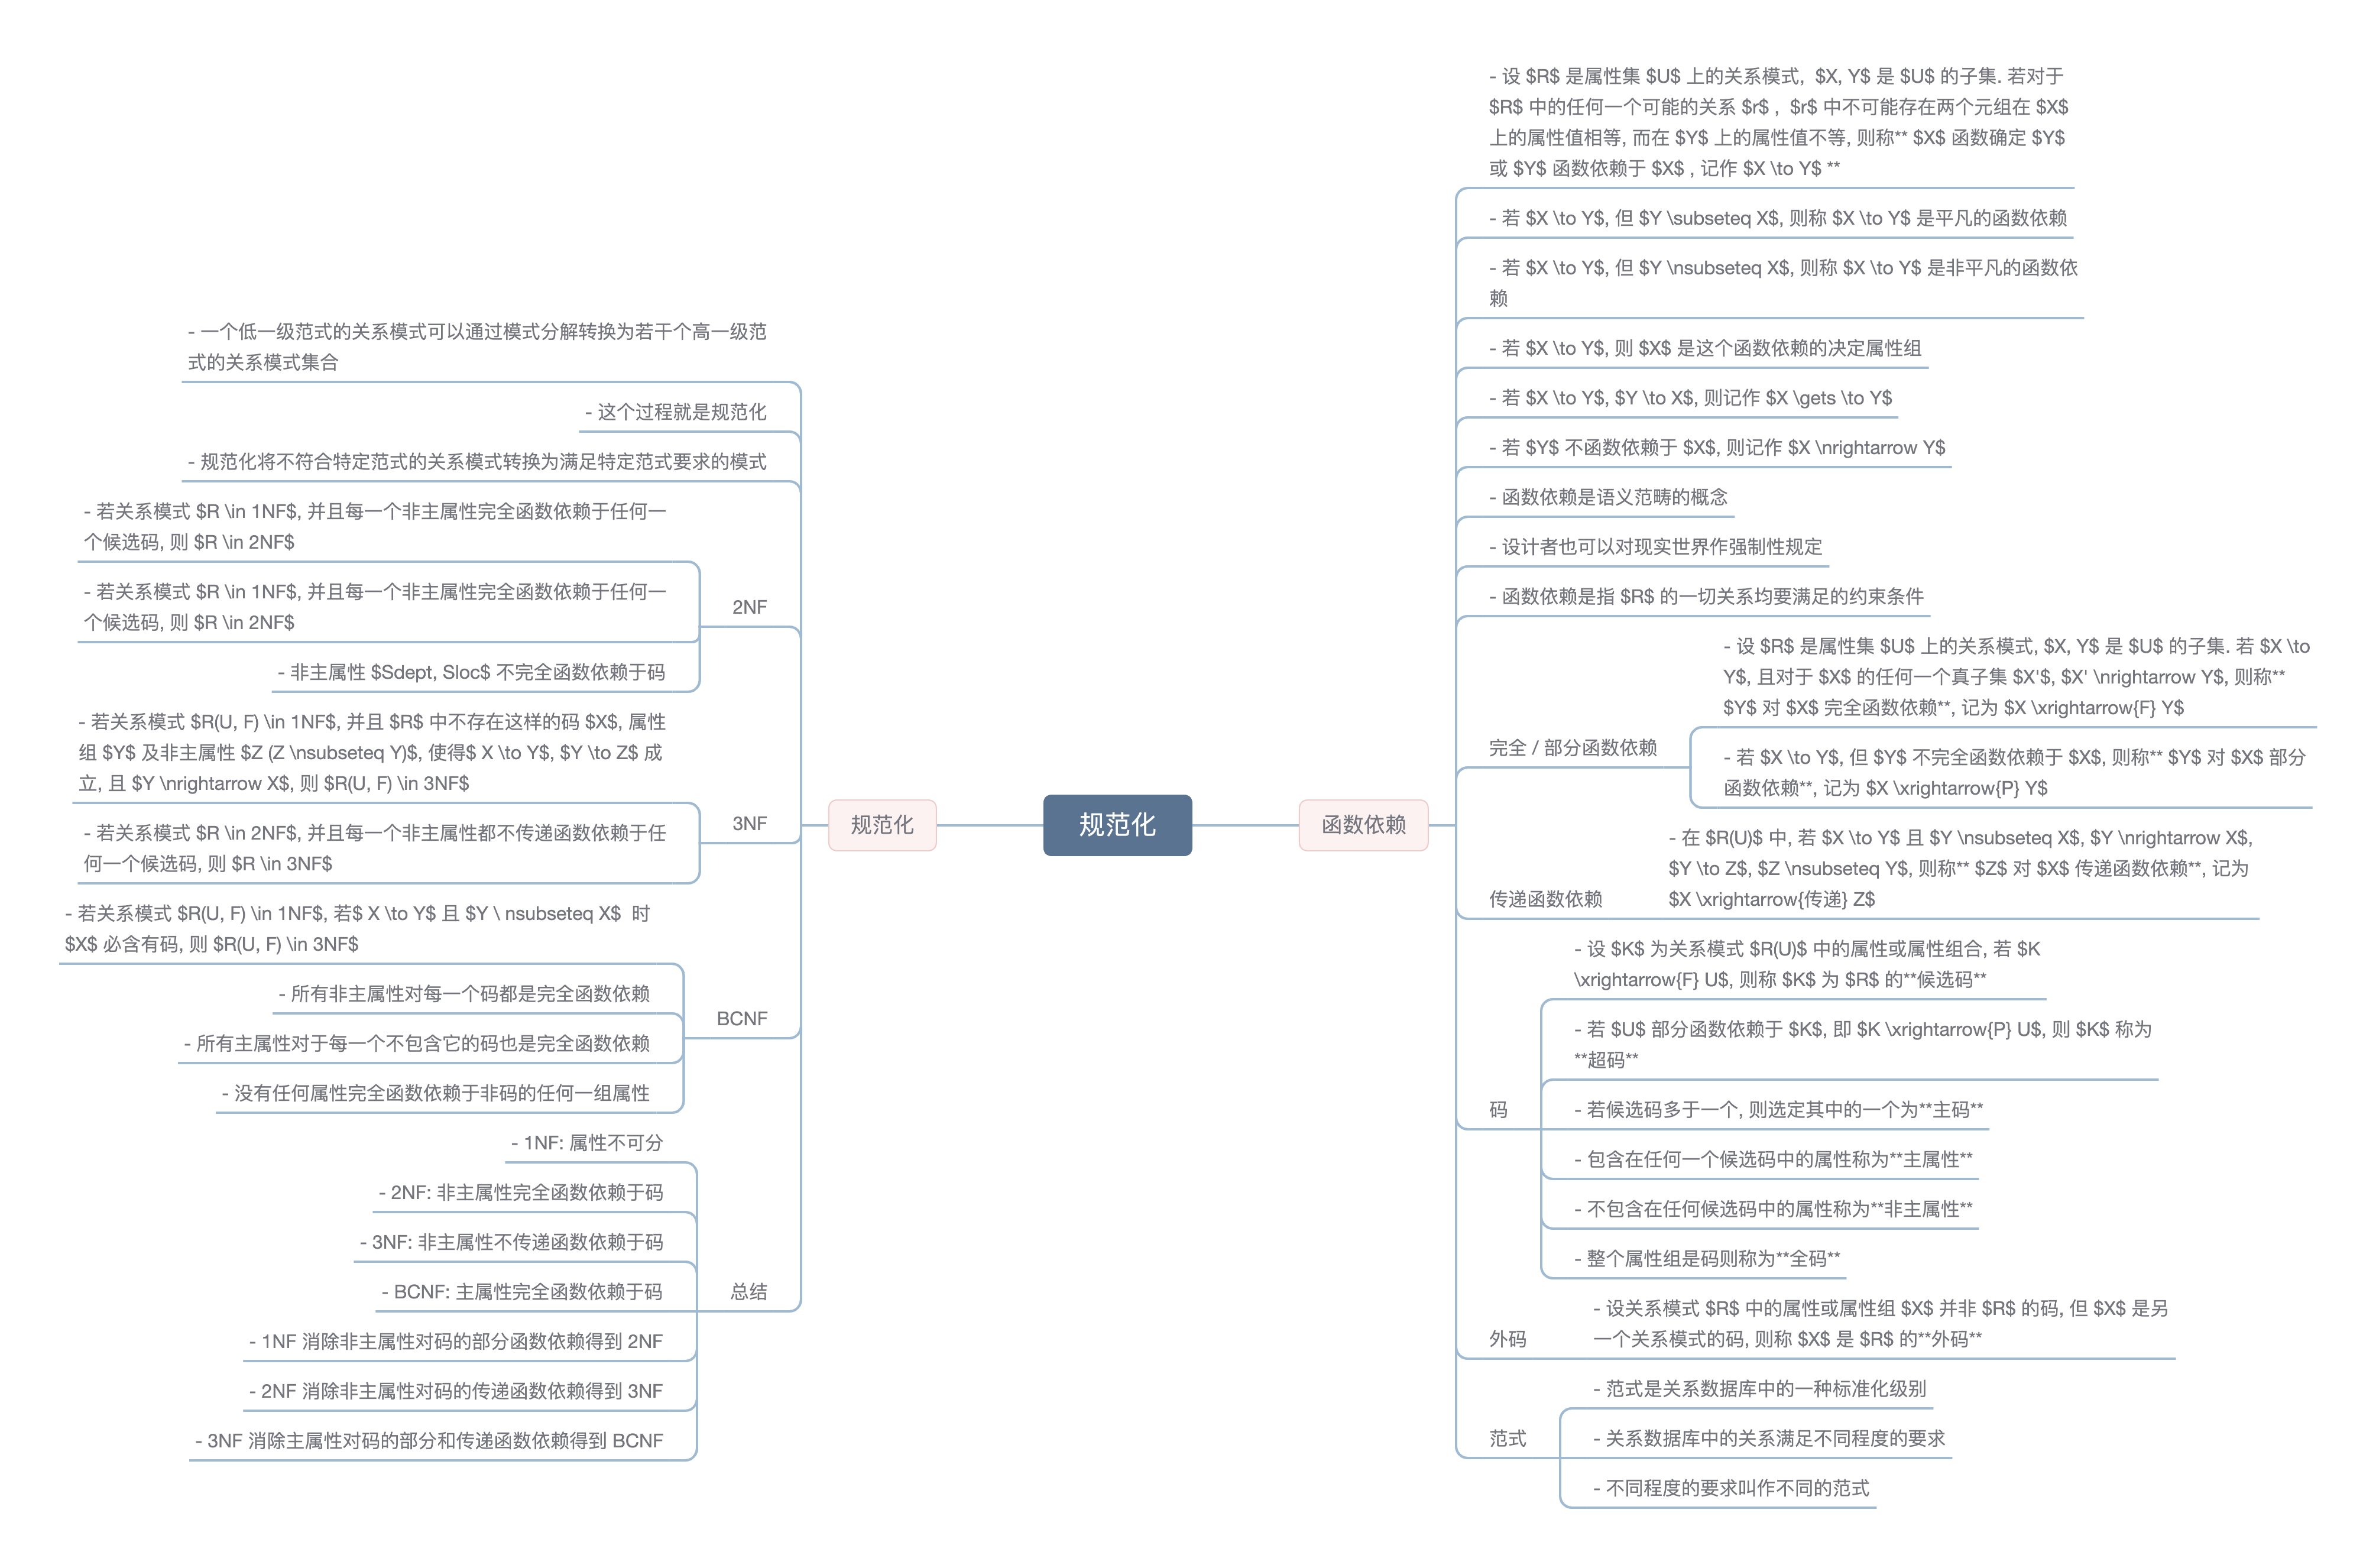 规范化
函数依赖
- 设 $R$ 是属性集 $U$ 上的关系模式,  $X, Y$ 是 $U$ 的子集. 若对于
$R$ 中的任何一个可能的关系 $r$ ,  $r$ 中不可能存在两个元组在 $X$
上的属性值相等, 而在 $Y$ 上的属性值不等, 则称** $X$ 函数确定 $Y$
或 $Y$ 函数依赖于 $X$ , 记作 $X \to Y$ **
- 若 $X \to Y$, 但 $Y \subseteq X$, 则称 $X \to Y$ 是平凡的函数依赖
- 若 $X \to Y$, 但 $Y \nsubseteq X$, 则称 $X \to Y$ 是非平凡的函数依
赖
- 若 $X \to Y$, 则 $X$ 是这个函数依赖的决定属性组
- 若 $X \to Y$, $Y \to X$, 则记作 $X \gets \to Y$
- 若 $Y$ 不函数依赖于 $X$, 则记作 $X \nrightarrow Y$
- 函数依赖是语义范畴的概念
- 设计者也可以对现实世界作强制性规定
- 函数依赖是指 $R$ 的一切关系均要满足的约束条件
完全 / 部分函数依赖
- 设 $R$ 是属性集 $U$ 上的关系模式, $X, Y$ 是 $U$ 的子集. 若 $X \to
Y$, 且对于 $X$ 的任何一个真子集 $X'$, $X' \nrightarrow Y$, 则称**
$Y$ 对 $X$ 完全函数依赖**, 记为 $X \xrightarrow{F} Y$
- 若 $X \to Y$, 但 $Y$ 不完全函数依赖于 $X$, 则称** $Y$ 对 $X$ 部分
函数依赖**, 记为 $X \xrightarrow{P} Y$
传递函数依赖
- 在 $R(U)$ 中, 若 $X \to Y$ 且 $Y \nsubseteq X$, $Y \nrightarrow X$,
$Y \to Z$, $Z \nsubseteq Y$, 则称** $Z$ 对 $X$ 传递函数依赖**, 记为
$X \xrightarrow{传递} Z$
码
- 设 $K$ 为关系模式 $R(U)$ 中的属性或属性组合, 若 $K
\xrightarrow{F} U$, 则称 $K$ 为 $R$ 的**候选码**
- 若 $U$ 部分函数依赖于 $K$, 即 $K \xrightarrow{P} U$, 则 $K$ 称为
**超码**
- 若候选码多于一个, 则选定其中的一个为**主码**
- 包含在任何一个候选码中的属性称为**主属性**
- 不包含在任何候选码中的属性称为**非主属性**
- 整个属性组是码则称为**全码**
外码
- 设关系模式 $R$ 中的属性或属性组 $X$ 并非 $R$ 的码, 但 $X$ 是另
一个关系模式的码, 则称 $X$ 是 $R$ 的**外码**
范式
- 范式是关系数据库中的一种标准化级别
- 关系数据库中的关系满足不同程度的要求
- 不同程度的要求叫作不同的范式
规范化
- 一个低一级范式的关系模式可以通过模式分解转换为若干个高一级范
式的关系模式集合
- 这个过程就是规范化
- 规范化将不符合特定范式的关系模式转换为满足特定范式要求的模式
2NF
- 若关系模式 $R \in 1NF$, 并且每一个非主属性完全函数依赖于任何一
个候选码, 则 $R \in 2NF$
- 若关系模式 $R \in 1NF$, 并且每一个非主属性完全函数依赖于任何一
个候选码, 则 $R \in 2NF$
- 非主属性 $Sdept, Sloc$ 不完全函数依赖于码
3NF
- 若关系模式 $R(U, F) \in 1NF$, 并且 $R$ 中不存在这样的码 $X$, 属性
组 $Y$ 及非主属性 $Z (Z \nsubseteq Y)$, 使得$ X \to Y$, $Y \to Z$ 成
立, 且 $Y \nrightarrow X$, 则 $R(U, F) \in 3NF$
- 若关系模式 $R \in 2NF$, 并且每一个非主属性都不传递函数依赖于任
何一个候选码, 则 $R \in 3NF$
BCNF
- 若关系模式 $R(U, F) \in 1NF$, 若$ X \to Y$ 且 $Y \ nsubseteq X$  时
$X$ 必含有码, 则 $R(U, F) \in 3NF$
- 所有非主属性对每一个码都是完全函数依赖
- 所有主属性对于每一个不包含它的码也是完全函数依赖
- 没有任何属性完全函数依赖于非码的任何一组属性
总结
- 1NF: 属性不可分
- 2NF: 非主属性完全函数依赖于码
- 3NF: 非主属性不传递函数依赖于码
- BCNF: 主属性完全函数依赖于码
- 1NF 消除非主属性对码的部分函数依赖得到 2NF
- 2NF 消除非主属性对码的传递函数依赖得到 3NF
- 3NF 消除主属性对码的部分和传递函数依赖得到 BCNF